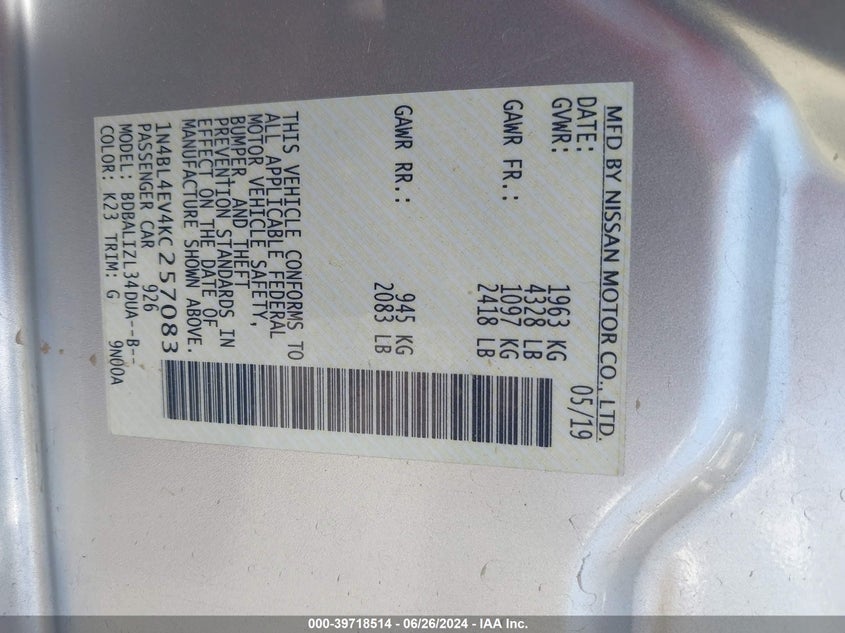 MFD BY NISSAN MOTOR CO., LTD.
DATE: 05/19
GVWR: 1963 KG
4328 LB
GAWR FR.: 1097 KG
2418 LB
GAWR RR.: 945 KG
2083 LB
THIS VEHICLE CONFORMS TO
ALL APPLICABLE FEDERAL
MOTOR VEHICLE SAFETY,
BUMPER, AND THEFT
PREVENTION STANDARDS IN
EFFECT ON THE DATE OF
MANUFACTURE SHOWN ABOVE.
1N4BL4EV4KC257083
PASSENGER CAR 926
MODEL: BDBALIZL34DUA--B--
COLOR: K23 TRIM: G 9N00A
000-39718514 / 06/26/2024 - IAA Inc.